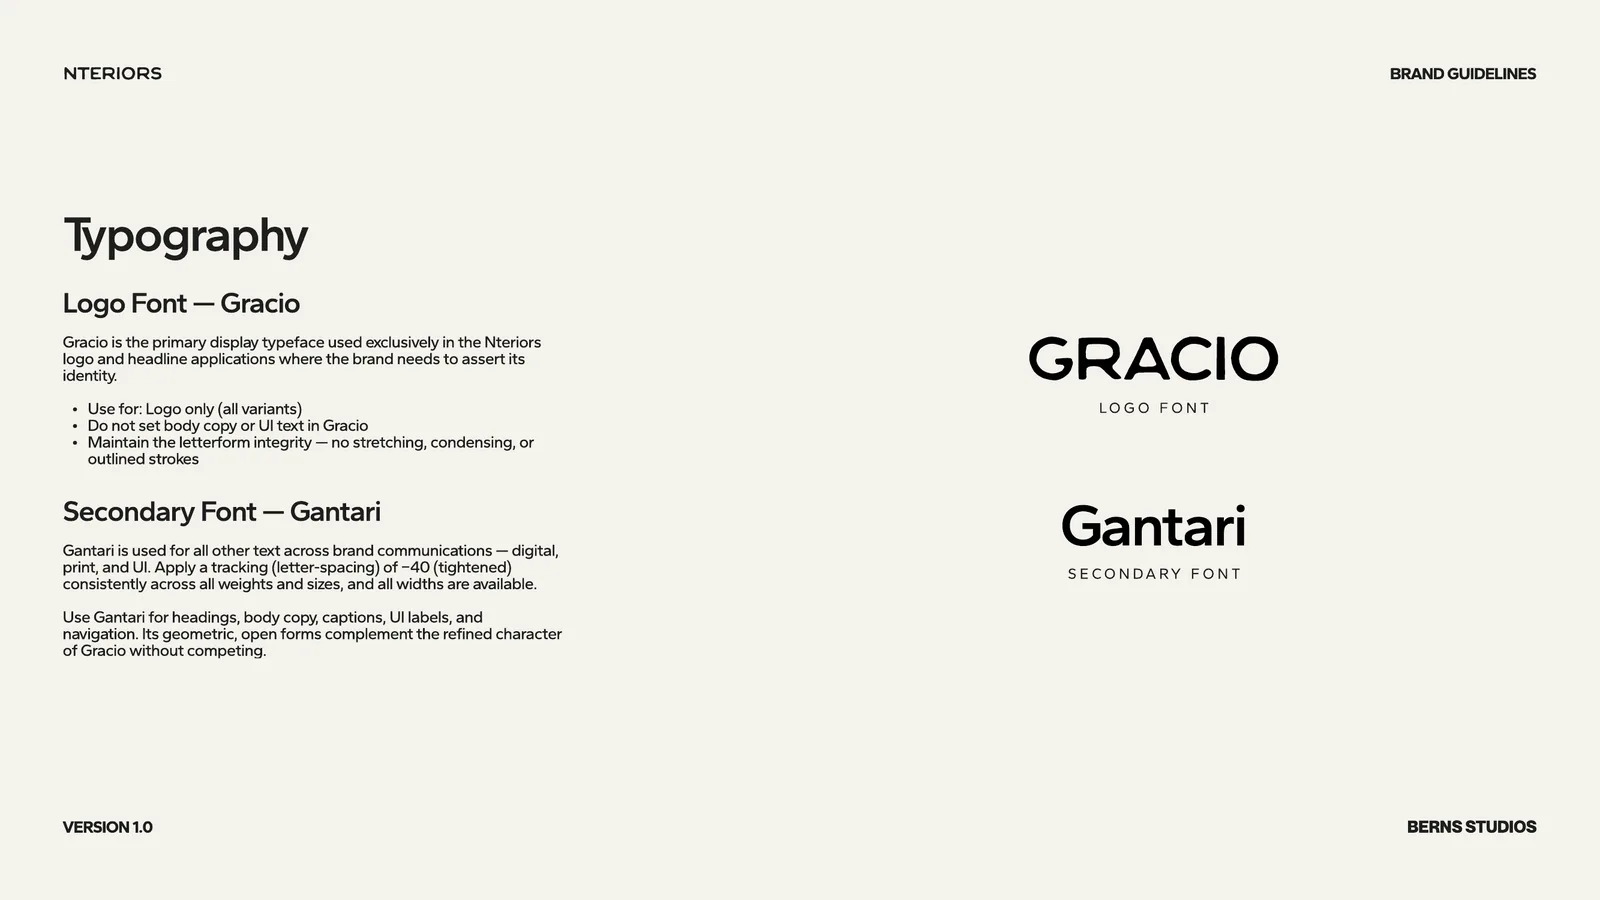 NTERIORS
BRAND GUIDELINES
Typography
Logo Font — Gracio
Gracio is the primary display typeface used exclusively in the Nteriors
logo and headline applications where the brand needs to assert its
identity.
• Use for: Logo only (all variants)
• Do not set body copy or UI text in Gracio
• Maintain the letterform integrity — no stretching, condensing, or
outlined strokes
Secondary Font — Gantari
Gantari is used for all other text across brand communications — digital,
print, and UI. Apply a tracking (letter-spacing) of −40 (tightened)
consistently across all weights and sizes, and all widths are available.
Use Gantari for headings, body copy, captions, UI labels, and
navigation. Its geometric, open forms complement the refined character
of Gracio without competing.
GRACIO
LOGO FONT
Gantari
SECONDARY FONT
VERSION 1.0
BERNS STUDIOS